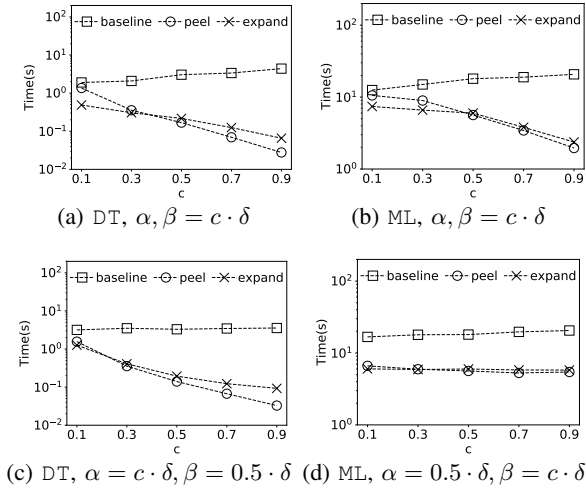 baseline peel expand
10²
10¹
10⁰
10⁻¹
10⁻²
Time(s)
0.1 0.3 0.5 0.7 0.9
c
(a) DT, α, β = c · δ
baseline peel expand
10²
10¹
10⁰
Time(s)
0.1 0.3 0.5 0.7 0.9
c
(b) ML, α, β = c · δ
baseline peel expand
10²
10¹
10⁰
10⁻¹
10⁻²
Time(s)
0.1 0.3 0.5 0.7 0.9
c
(c) DT, α = c · δ, β = 0.5 · δ
baseline peel expand
10²
10¹
10⁰
Time(s)
0.1 0.3 0.5 0.7 0.9
c
(d) ML, α = 0.5 · δ, β = c · δ